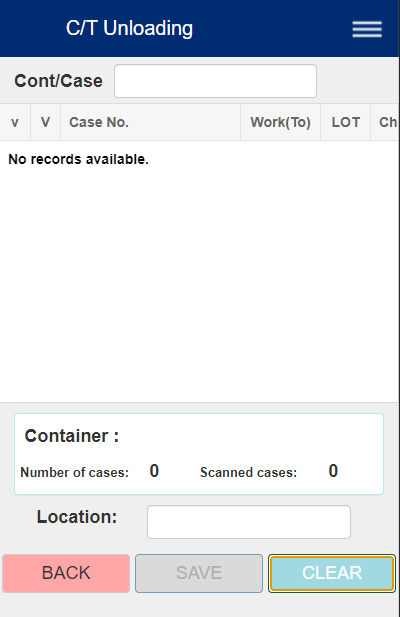 C/T Unloading
Cont/Case
v V Case No. Work(To) LOT Ch
No records available.
Container :
Number of cases: 0 Scanned cases: 0
Location:
BACK SAVE CLEAR